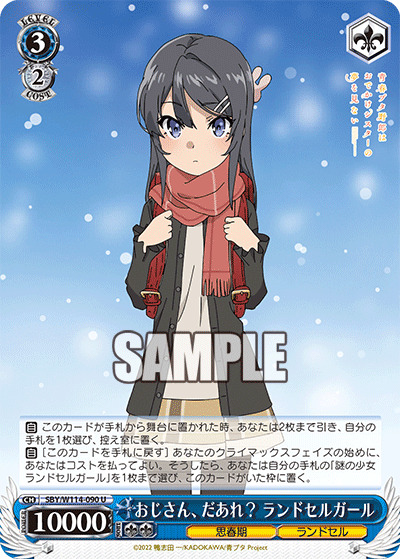 LEVEL
3
2
COST
青春ブタ野郎は
おでかけシスターの
夢を見ない
SAMPLE
自 このカードが手札から舞台に置かれた時、あなたは2枚まで引き、自分の
手札を1枚選び、控え室に置く。
自 [このカードを手札に戻す] あなたのクライマックスフェイズの始めに、
あなたはコストを払ってよい。そうしたら、あなたは自分の手札の「謎の少女
ランドセルガール」を1枚まで選び、このカードがいた枠に置く。
CH SBY/W114-090 U
10000
SOUL
おじさん、だあれ? ランドセルガール
思春期
ランドセル
©2022 鴨志田 一/KADOKAWA/青ブタ Project